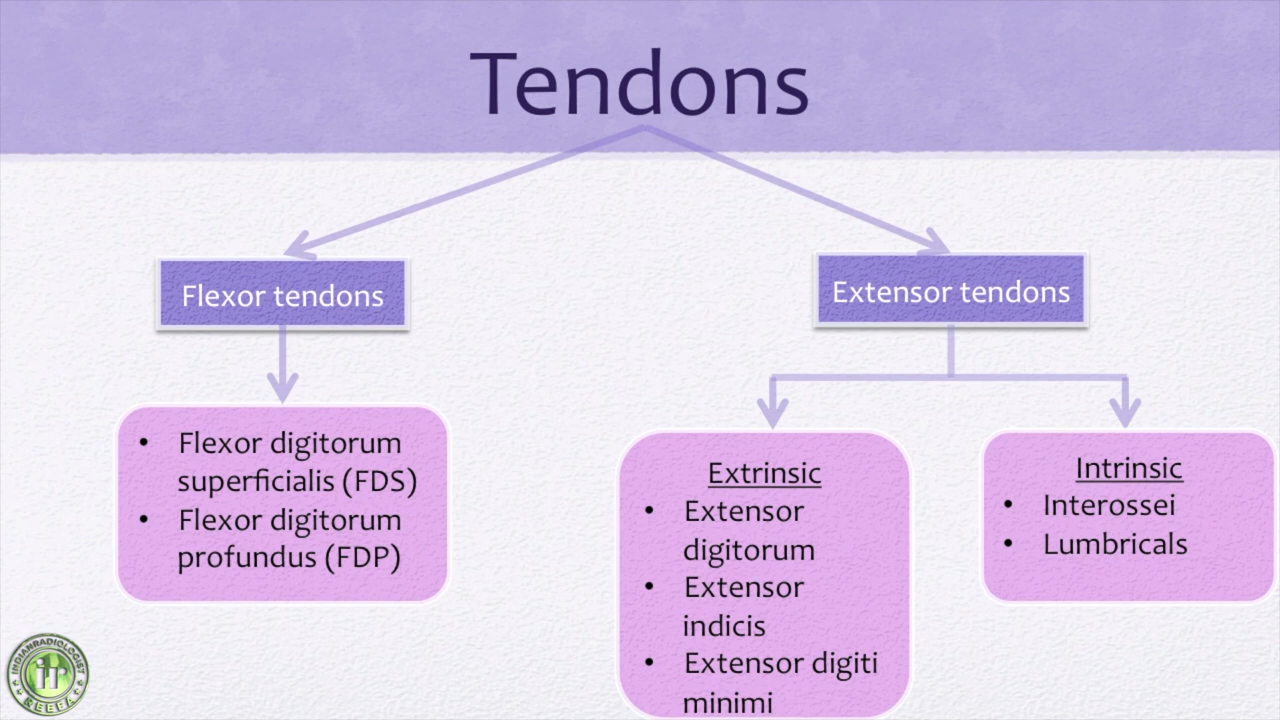 Tendons
Flexor tendons
Extensor tendons
• Flexor digitorum
superficialis (FDS)
• Flexor digitorum
profundus (FDP)
Extrinsic
• Extensor
digitorum
• Extensor
indicis
• Extensor digiti
minimi
Intrinsic
• Interossei
• Lumbricals
INDIANRADIOLOGIST